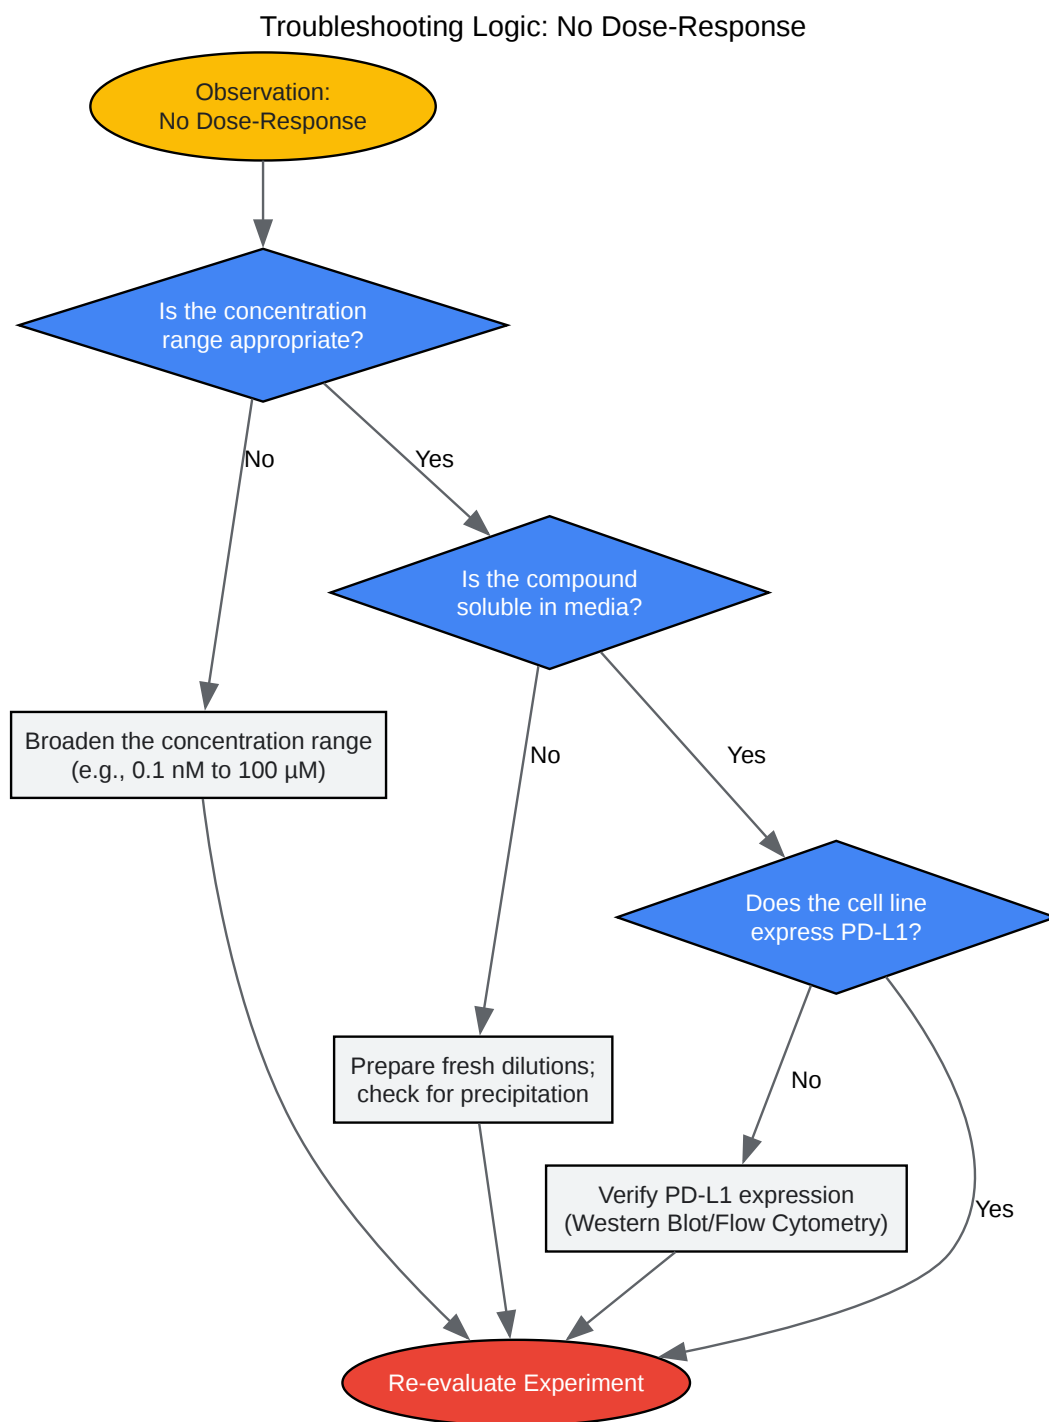 Troubleshooting Logic: No Dose-Response
Observation:
No Dose-Response
Is the concentration
range appropriate?
No
Yes
Is the compound
soluble in media?
Broaden the concentration range
(e.g., 0.1 nM to 100 µM)
No
Yes
Does the cell line
express PD-L1?
Prepare fresh dilutions;
check for precipitation
No
Verify PD-L1 expression
(Western Blot/Flow Cytometry)
Yes
Re-evaluate Experiment